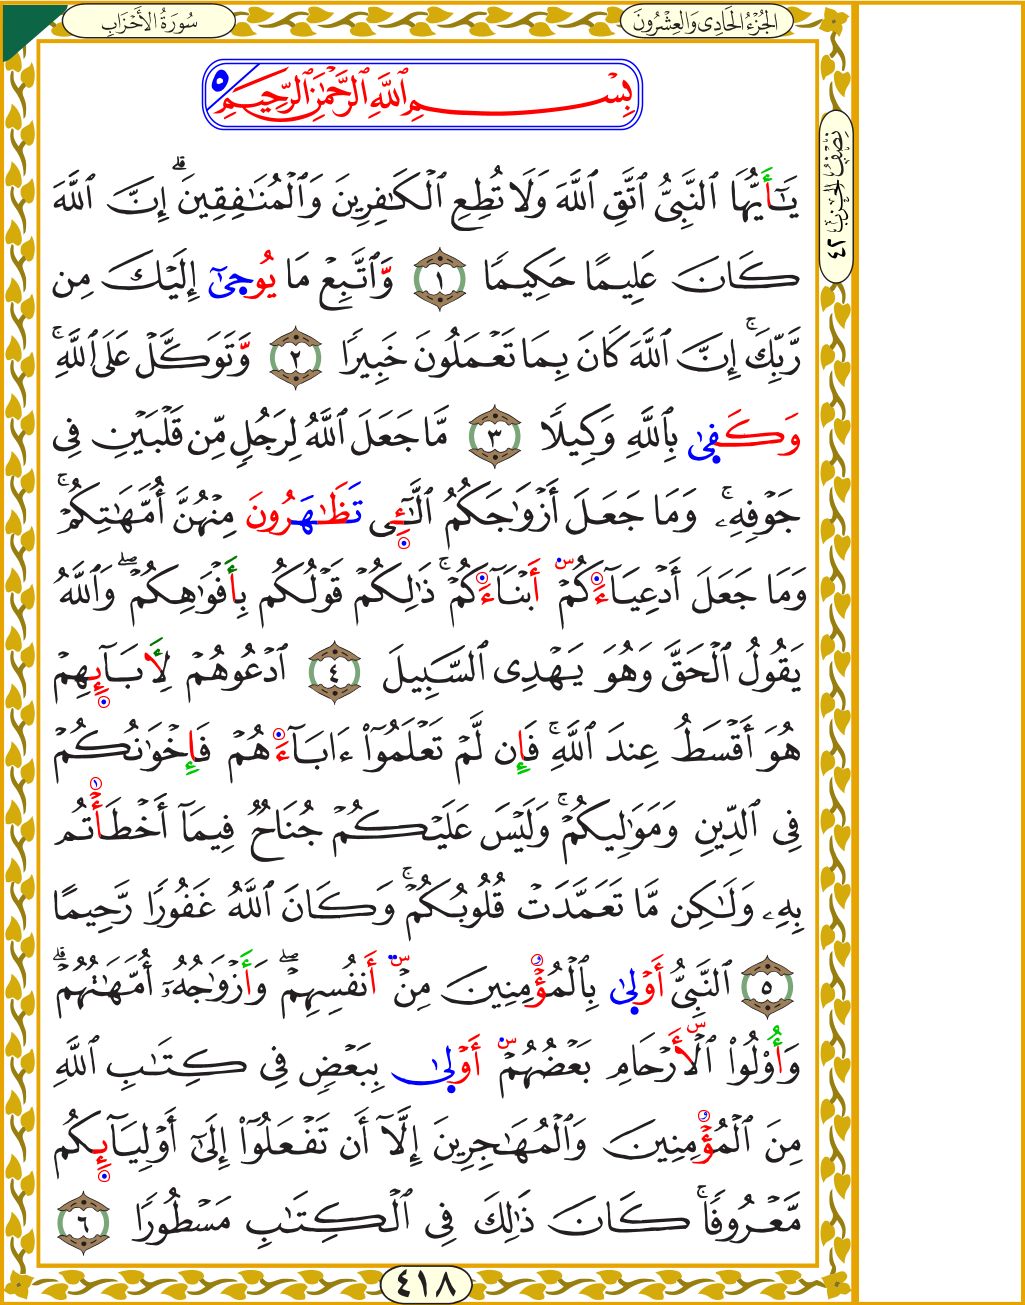 سُورَةُ الأَحْزَابِ
الجُزْءُ الحَادِى وَالعِشْرُونَ
نِصْفُ الحِزْبِ ٤٢
بِسْمِ ٱللَّهِ ٱلرَّحْمَٰنِ ٱلرَّحِيمِ ٥
يَٰٓأَيُّهَا ٱلنَّبِىُّ ٱتَّقِ ٱللَّهَ وَلَا تُطِعِ ٱلْكَٰفِرِينَ وَٱلْمُنَٰفِقِينَ ۗ إِنَّ ٱللَّهَ
كَانَ عَلِيمًا حَكِيمًا ١ وَّٱتَّبِعْ مَا يُوحِىٰٓ إِلَيْكَ مِن
رَّبِّكَ ۚ إِنَّ ٱللَّهَ كَانَ بِمَا تَعْمَلُونَ خَبِيرًا ٢ وَّتَوَكَّلْ عَلَى ٱللَّهِ ۚ
وَكَفِىٰ بِٱللَّهِ وَكِيلًا ٣ مَّا جَعَلَ ٱللَّهُ لِرَجُلٍ مِّن قَلْبَيْنِ فِى
جَوْفِهِۦ ۚ وَمَا جَعَلَ أَزْوَٰجَكُمُ ٱلَّٰٓـِٔى تَظَٰهَرُونَ مِنْهُنَّ أُمَّهَٰتِكُمْ ۚ
وَمَا جَعَلَ أَدْعِيَآءَكُمْ أَبْنَآءَكُمْ ۚ ذَٰلِكُمْ قَوْلُكُم بِأَفْوَٰهِكُمْ ۖ وَٱللَّهُ
يَقُولُ ٱلْحَقَّ وَهُوَ يَهْدِى ٱلسَّبِيلَ ٤ ٱدْعُوهُمْ لِأَبَآئِهِمْ
هُوَ أَقْسَطُ عِندَ ٱللَّهِ ۚ فَإِن لَّمْ تَعْلَمُوٓا۟ ءَابَآءَهُمْ فَإِخْوَٰنُكُمْ
فِى ٱلدِّينِ وَمَوَٰلِيكُمْ ۚ وَلَيْسَ عَلَيْكُمْ جُنَاحٌ فِيمَآ أَخْطَأْتُم
بِهِۦ وَلَٰكِن مَّا تَعَمَّدَتْ قُلُوبُكُمْ ۚ وَكَانَ ٱللَّهُ غَفُورًا رَّحِيمًا
٥ ٱلنَّبِىُّ أَوْلِىٰ بِٱلْمُؤْمِنِينَ مِنْ أَنفُسِهِمْ ۖ وَأَزْوَٰجُهُۥٓ أُمَّهَٰتُهُمْ ۗ
وَأُو۟لُوا۟ ٱلْأَرْحَامِ بَعْضُهُمْ أَوْلِىٰ بِبَعْضٍ فِى كِتَٰبِ ٱللَّهِ
مِنَ ٱلْمُؤْمِنِينَ وَٱلْمُهَٰجِرِينَ إِلَّآ أَن تَفْعَلُوٓا۟ إِلَىٰٓ أَوْلِيَآئِكُم
مَّعْرُوفًا ۚ كَانَ ذَٰلِكَ فِى ٱلْكِتَٰبِ مَسْطُورًا ٦
٤١٨